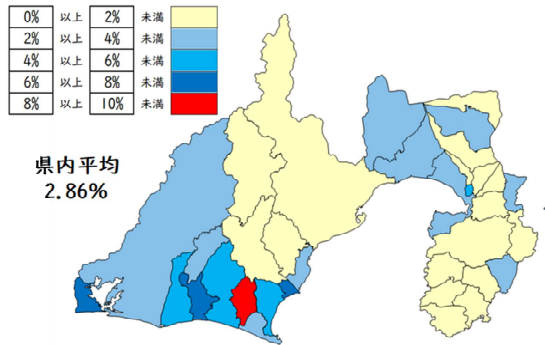 0% 以上 2% 未満
2% 以上 4% 未満
4% 以上 6% 未満
6% 以上 8% 未満
8% 以上 10% 未満
県内平均
2.86%